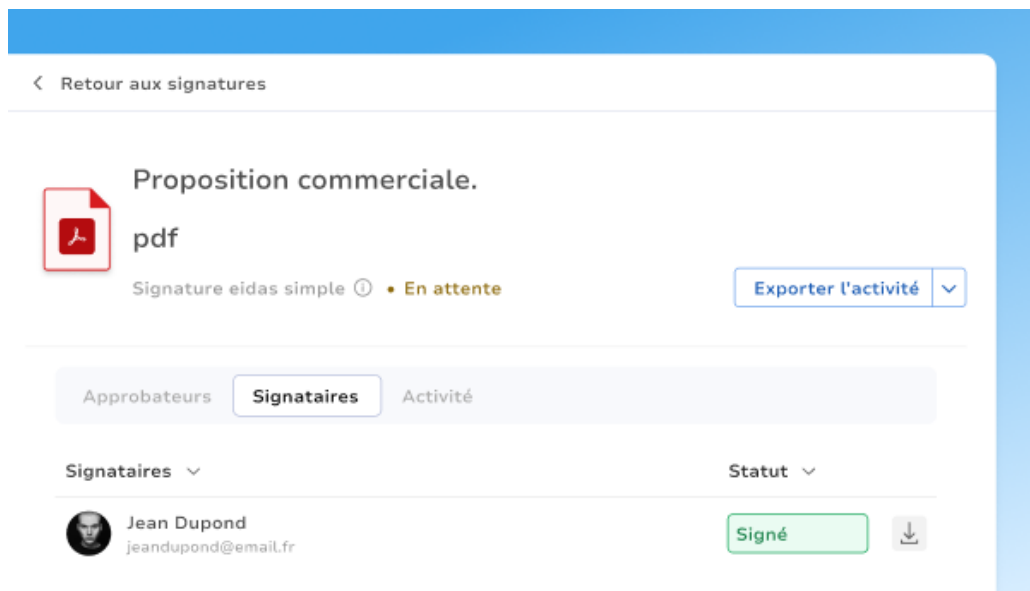 Retour aux signatures
Proposition commerciale.
pdf
Signature eidas simple • En attente
Exporter l'activité
Approbateurs Signataires Activité
Signataires Statut
Jean Dupond
jeandupond@email.fr
Signé